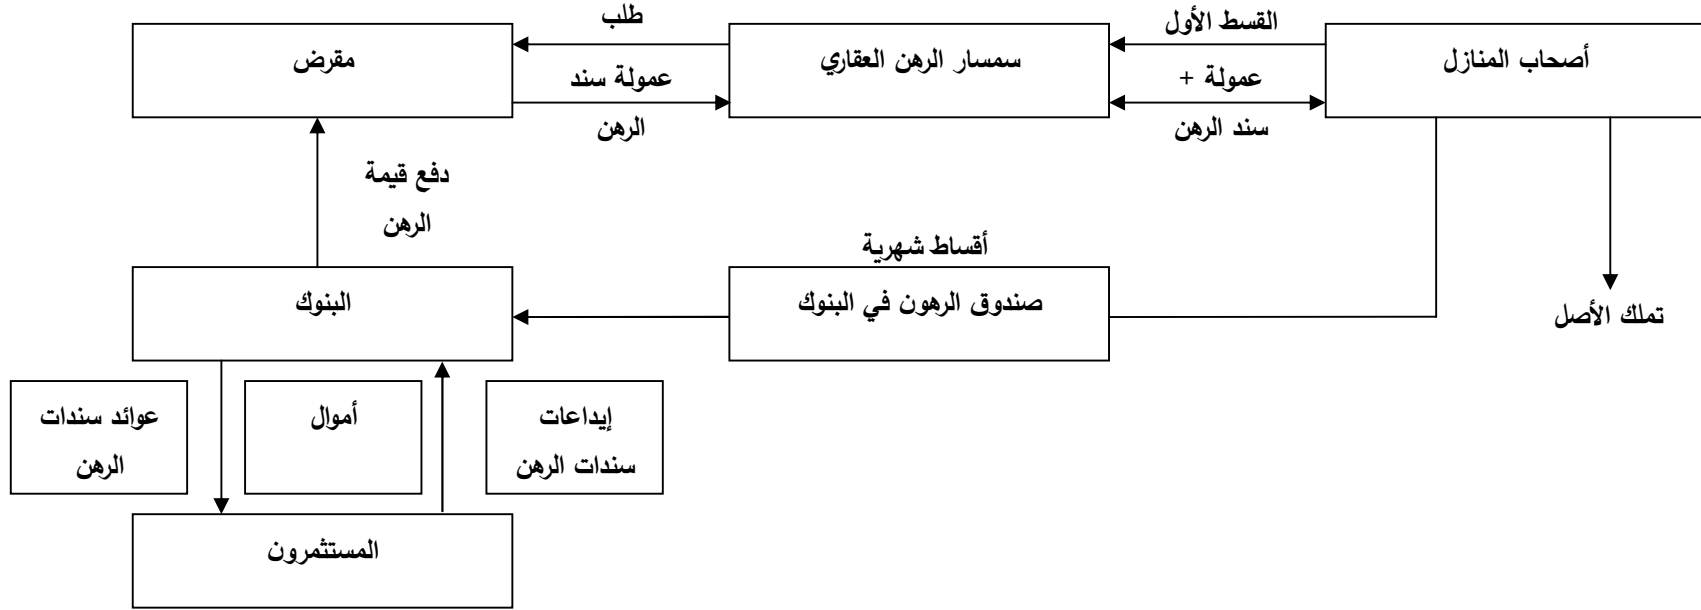 القسط الأول
طلب
أصحاب المنازل
سمسار الرهن العقاري
مقرض
عمولة +
سند الرهن
عمولة سند
الرهن
دفع قيمة
الرهن
أقساط شهرية
صندوق الرهون في البنوك
البنوك
تملك الأصل
إيداعات
سندات الرهن
أموال
عوائد سندات
الرهن
المستثمرون